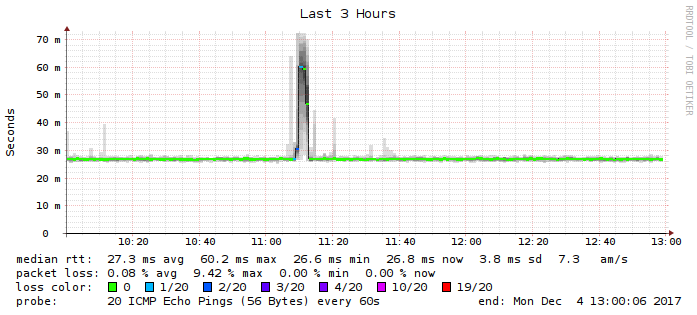 Last 3 Hours
RRDTOOL / TOBI OETIKER
Seconds
70 m
60 m
50 m
40 m
30 m
20 m
10 m
0
10:20 10:40 11:00 11:20 11:40 12:00 12:20 12:40 13:00
median rtt: 27.3 ms avg 60.2 ms max 26.6 ms min 26.8 ms now 3.8 ms sd 7.3 am/s
packet loss: 0.08 % avg 9.42 % max 0.00 % min 0.00 % now
loss color: 0 1/20 2/20 3/20 4/20 10/20 19/20
probe: 20 ICMP Echo Pings (56 Bytes) every 60s end: Mon Dec 4 13:00:06 2017